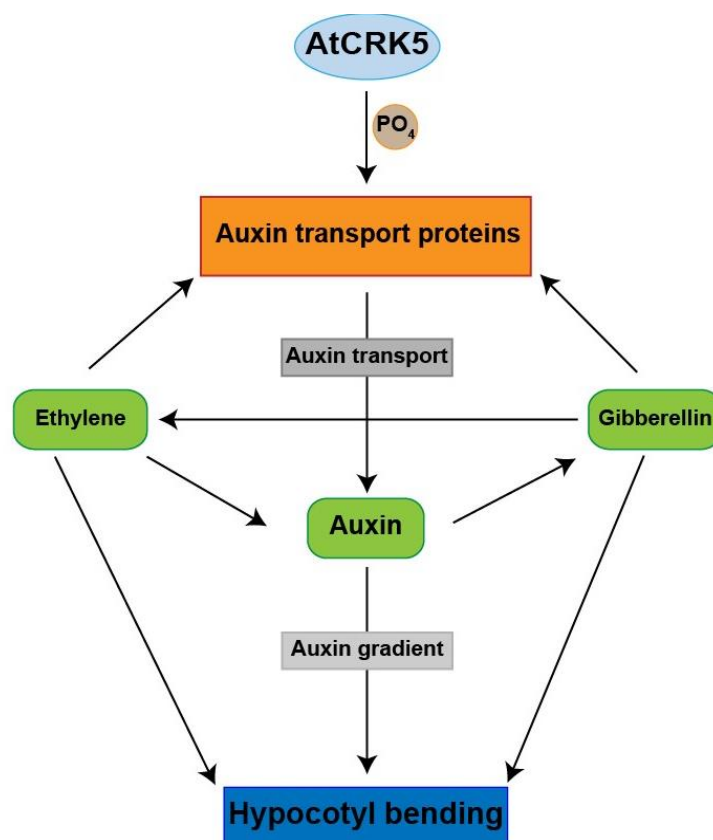 AtCRK5
PO₄
Auxin transport proteins
Auxin transport
Ethylene
Gibberellin
Auxin
Auxin gradient
Hypocotyl bending